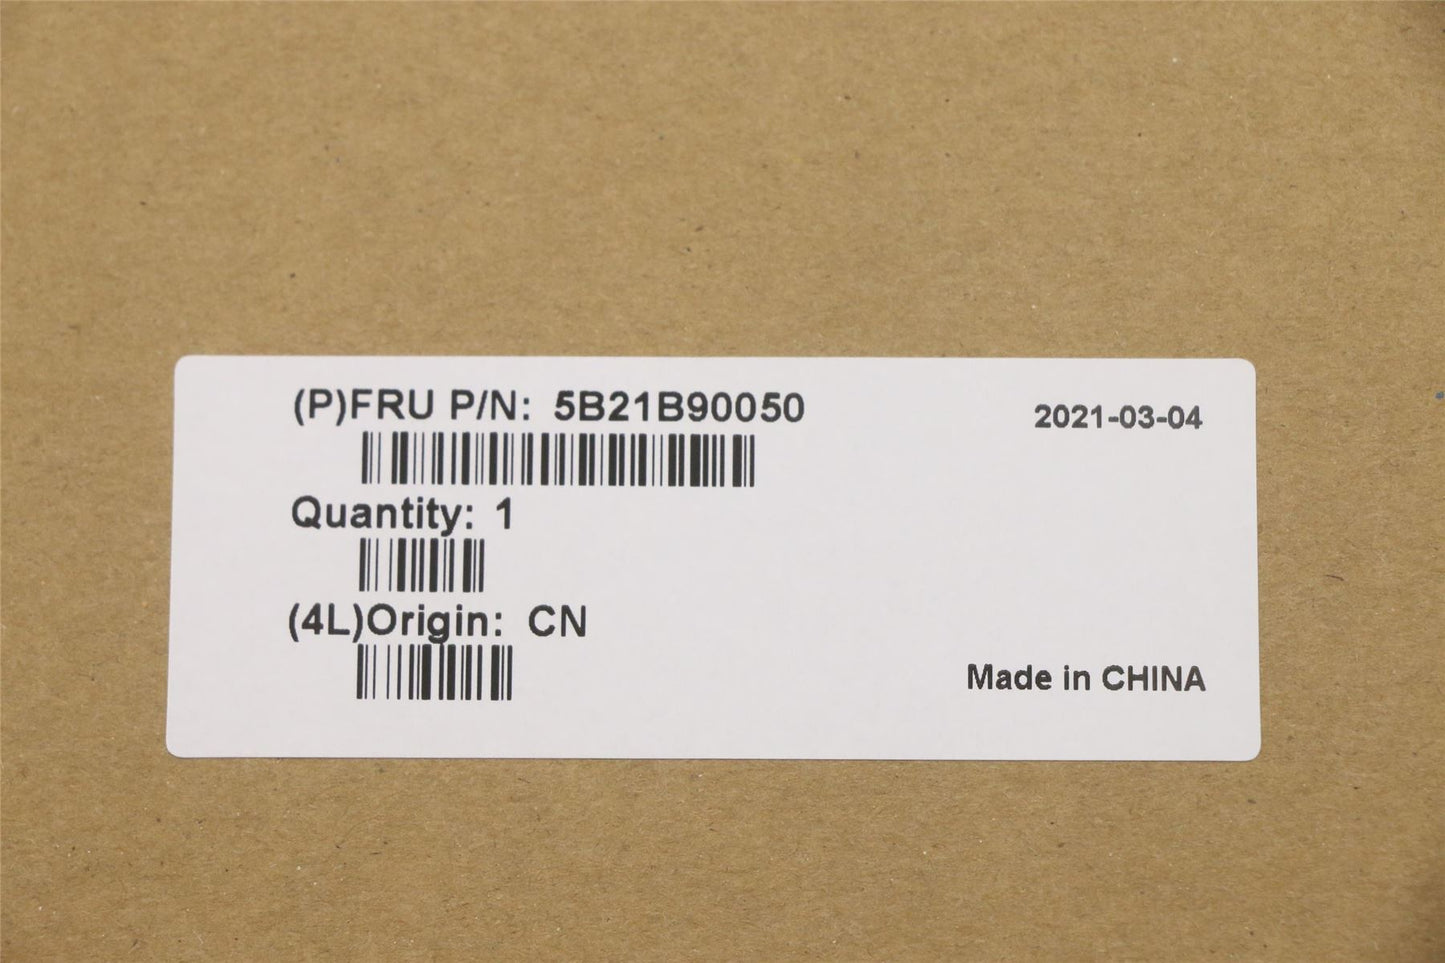 (P)FRU P/N: 5B21B90050
2021-03-04
Quantity: 1
(4L)Origin: CN
Made in CHINA